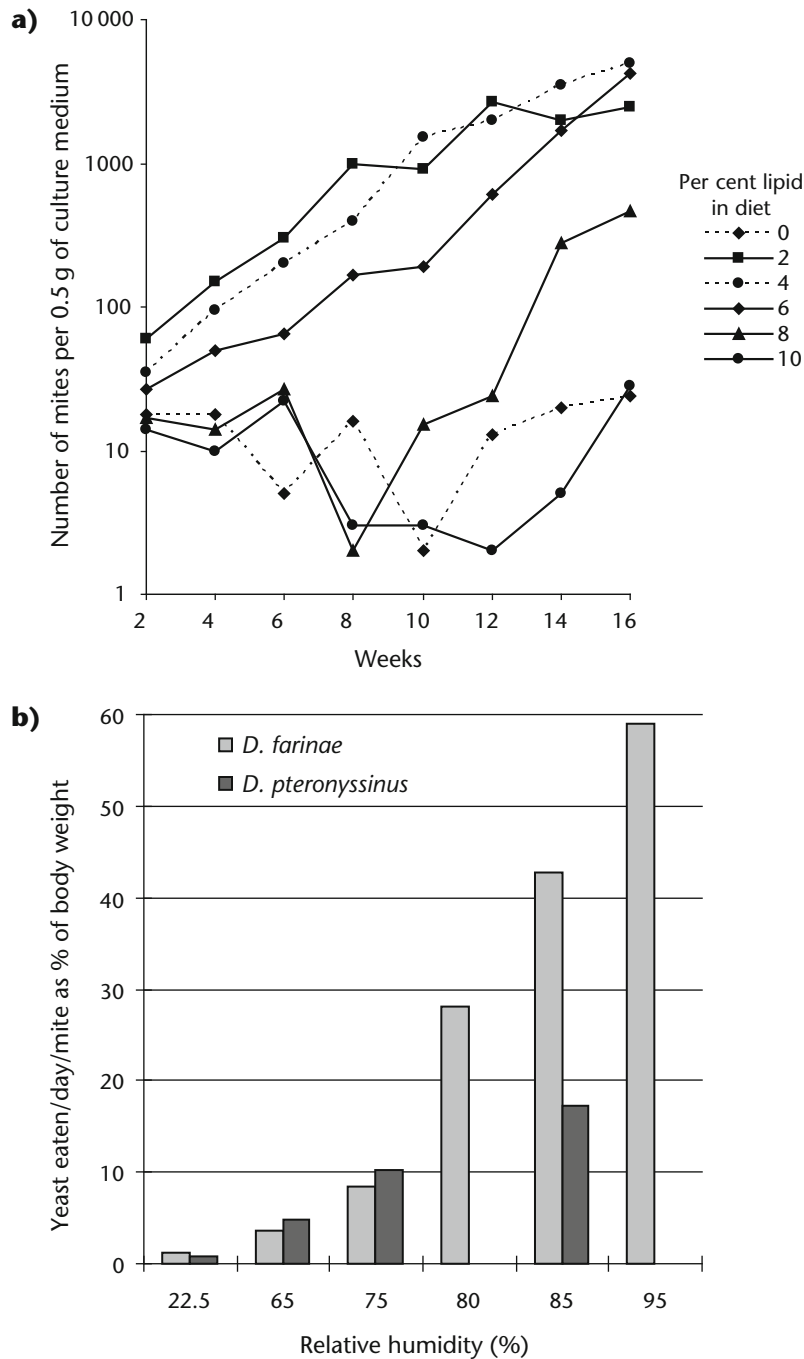 a)
10 000
1000
100
10
1
Number of mites per 0.5 g of culture medium
2 4 6 8 10 12 14 16
Weeks
Per cent lipid
in diet
0
2
4
6
8
10
b)
60
50
40
30
20
10
0
Yeast eaten/day/mite as % of body weight
D. farinae
D. pteronyssinus
22.5 65 75 80 85 95
Relative humidity (%)